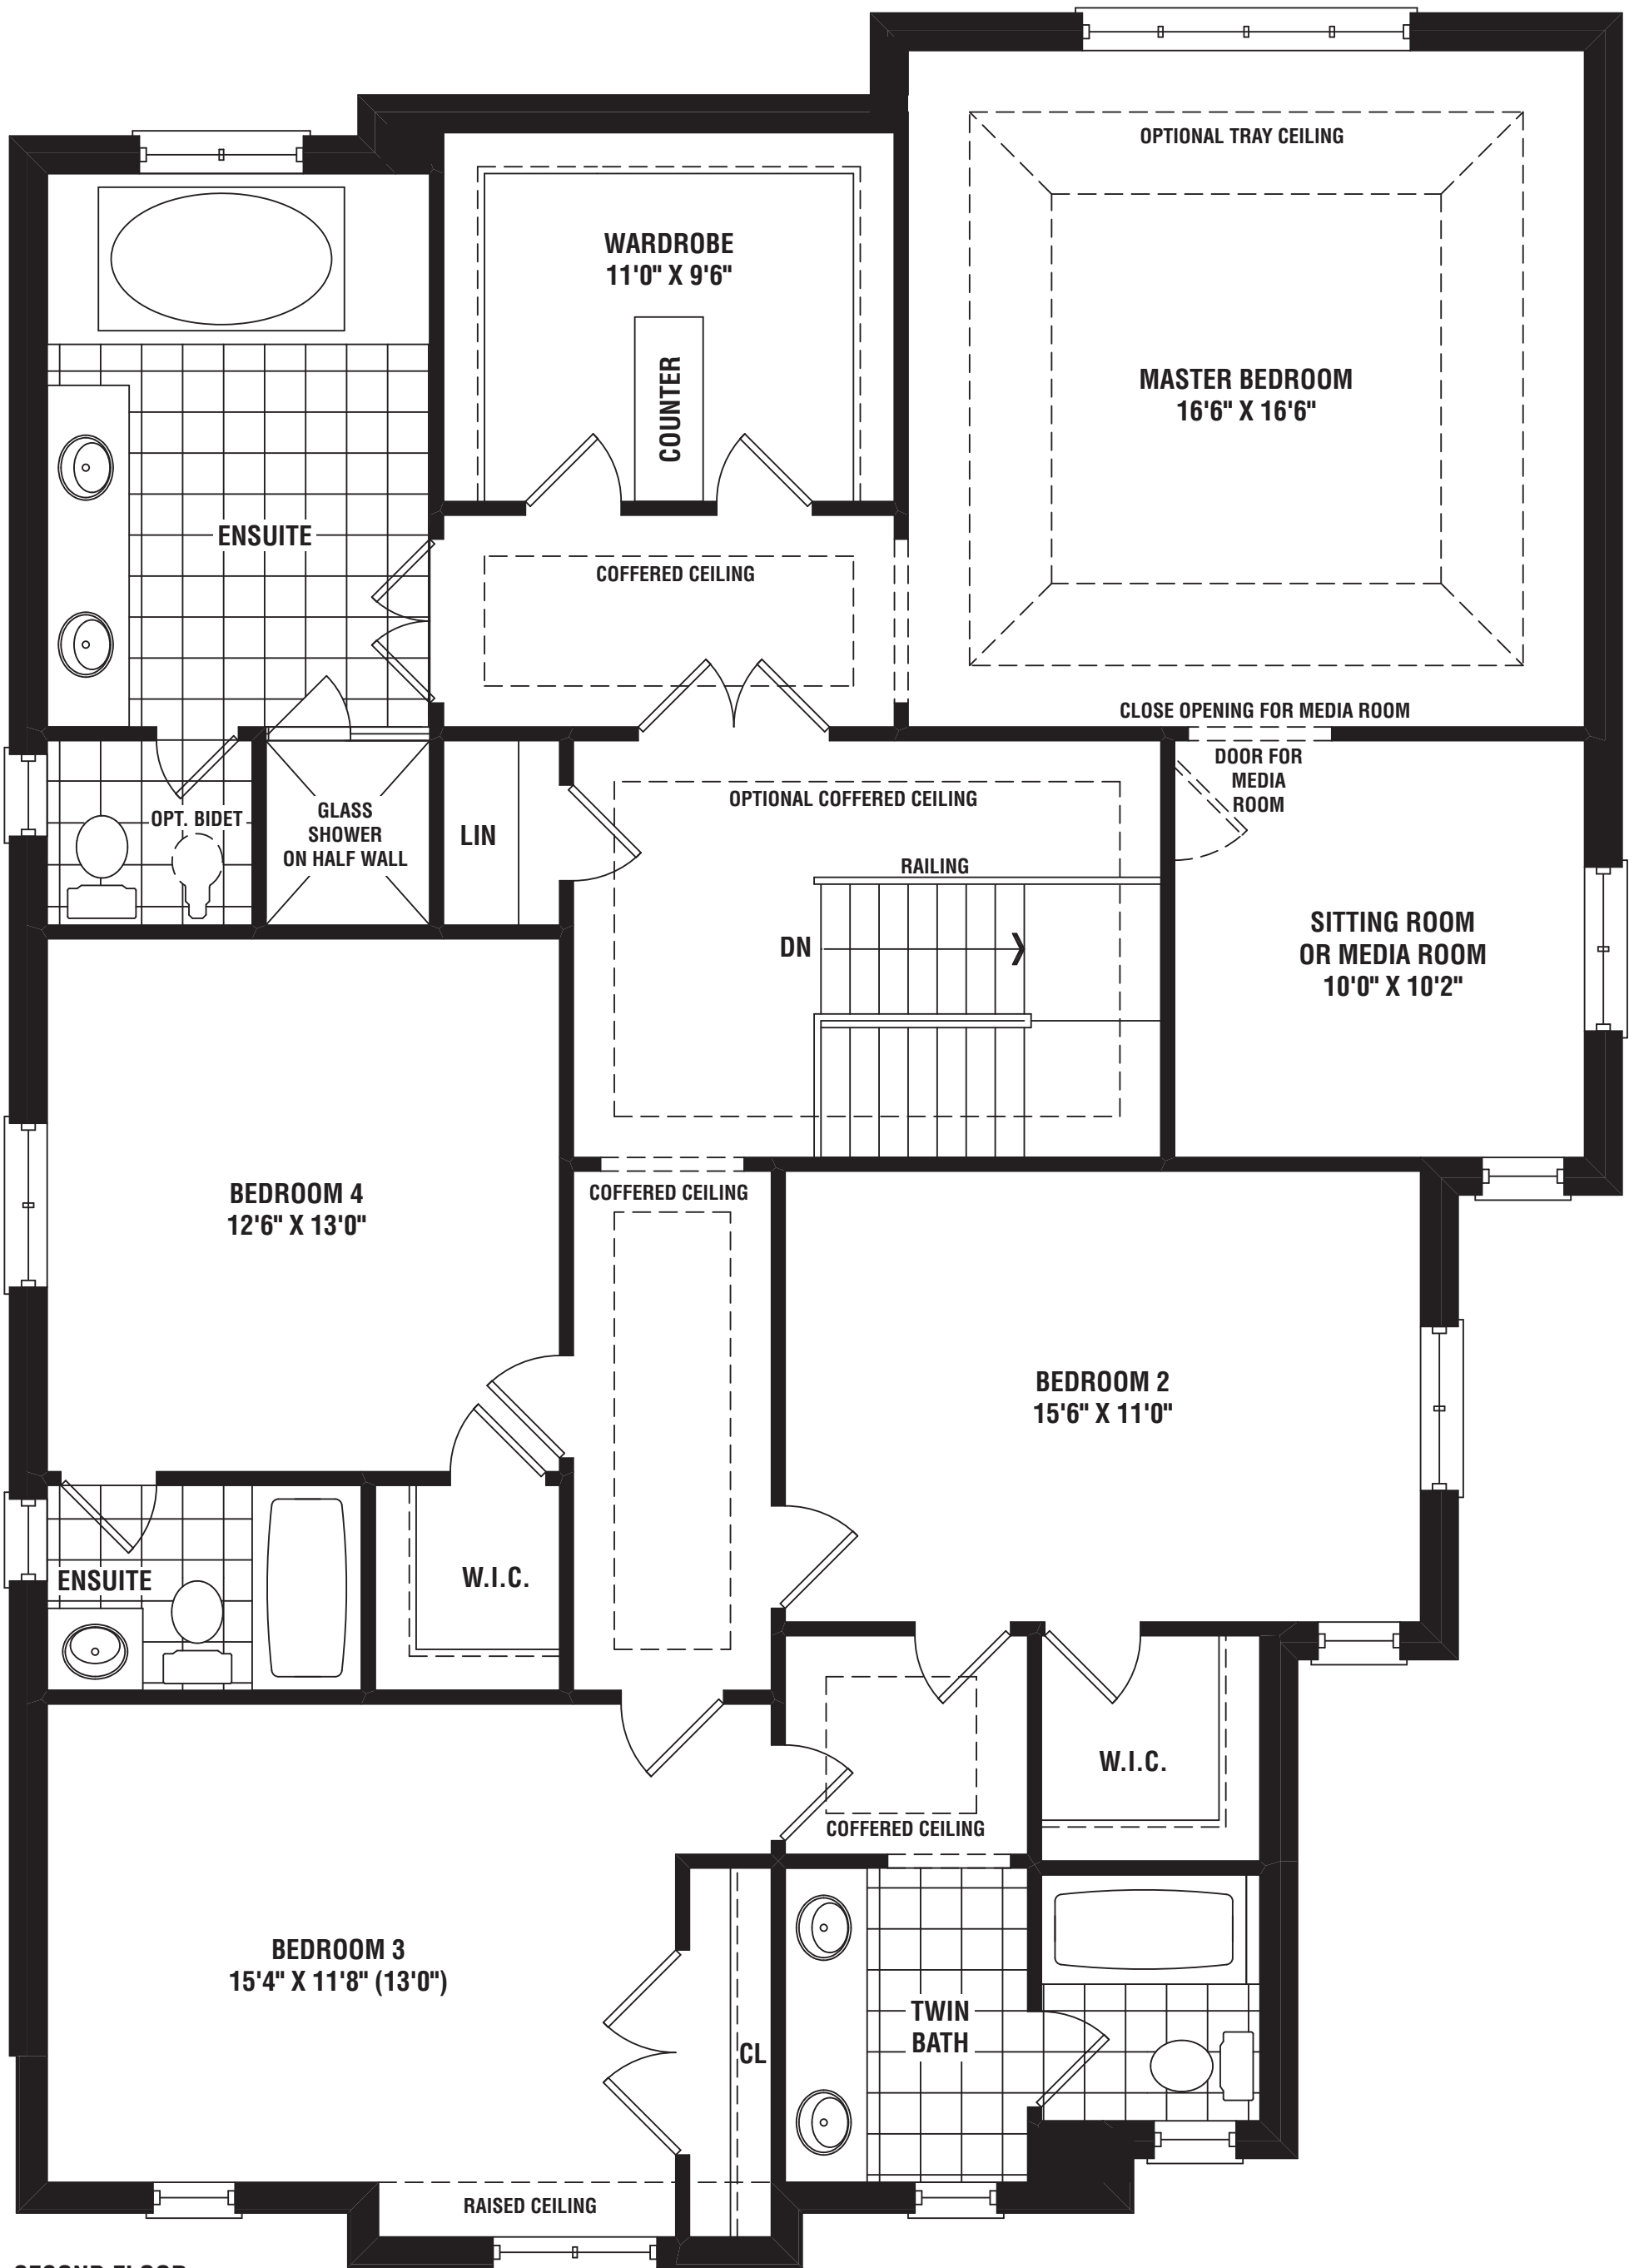 OPTIONAL TRAY CEILING
WARDROBE
11'0" X 9'6"
COUNTER
MASTER BEDROOM
16'6" X 16'6"
ENSUITE
COFFERED CEILING
CLOSE OPENING FOR MEDIA ROOM
DOOR FOR
MEDIA
ROOM
OPT. BIDET
GLASS
SHOWER
ON HALF WALL
LIN
OPTIONAL COFFERED CEILING
RAILING
DN
SITTING ROOM
OR MEDIA ROOM
10'0" X 10'2"
BEDROOM 4
12'6" X 13'0"
COFFERED CEILING
BEDROOM 2
15'6" X 11'0"
ENSUITE
W.I.C.
W.I.C.
COFFERED CEILING
BEDROOM 3
15'4" X 11'8" (13'0")
CL
TWIN
BATH
RAISED CEILING
SECOND FLOOR